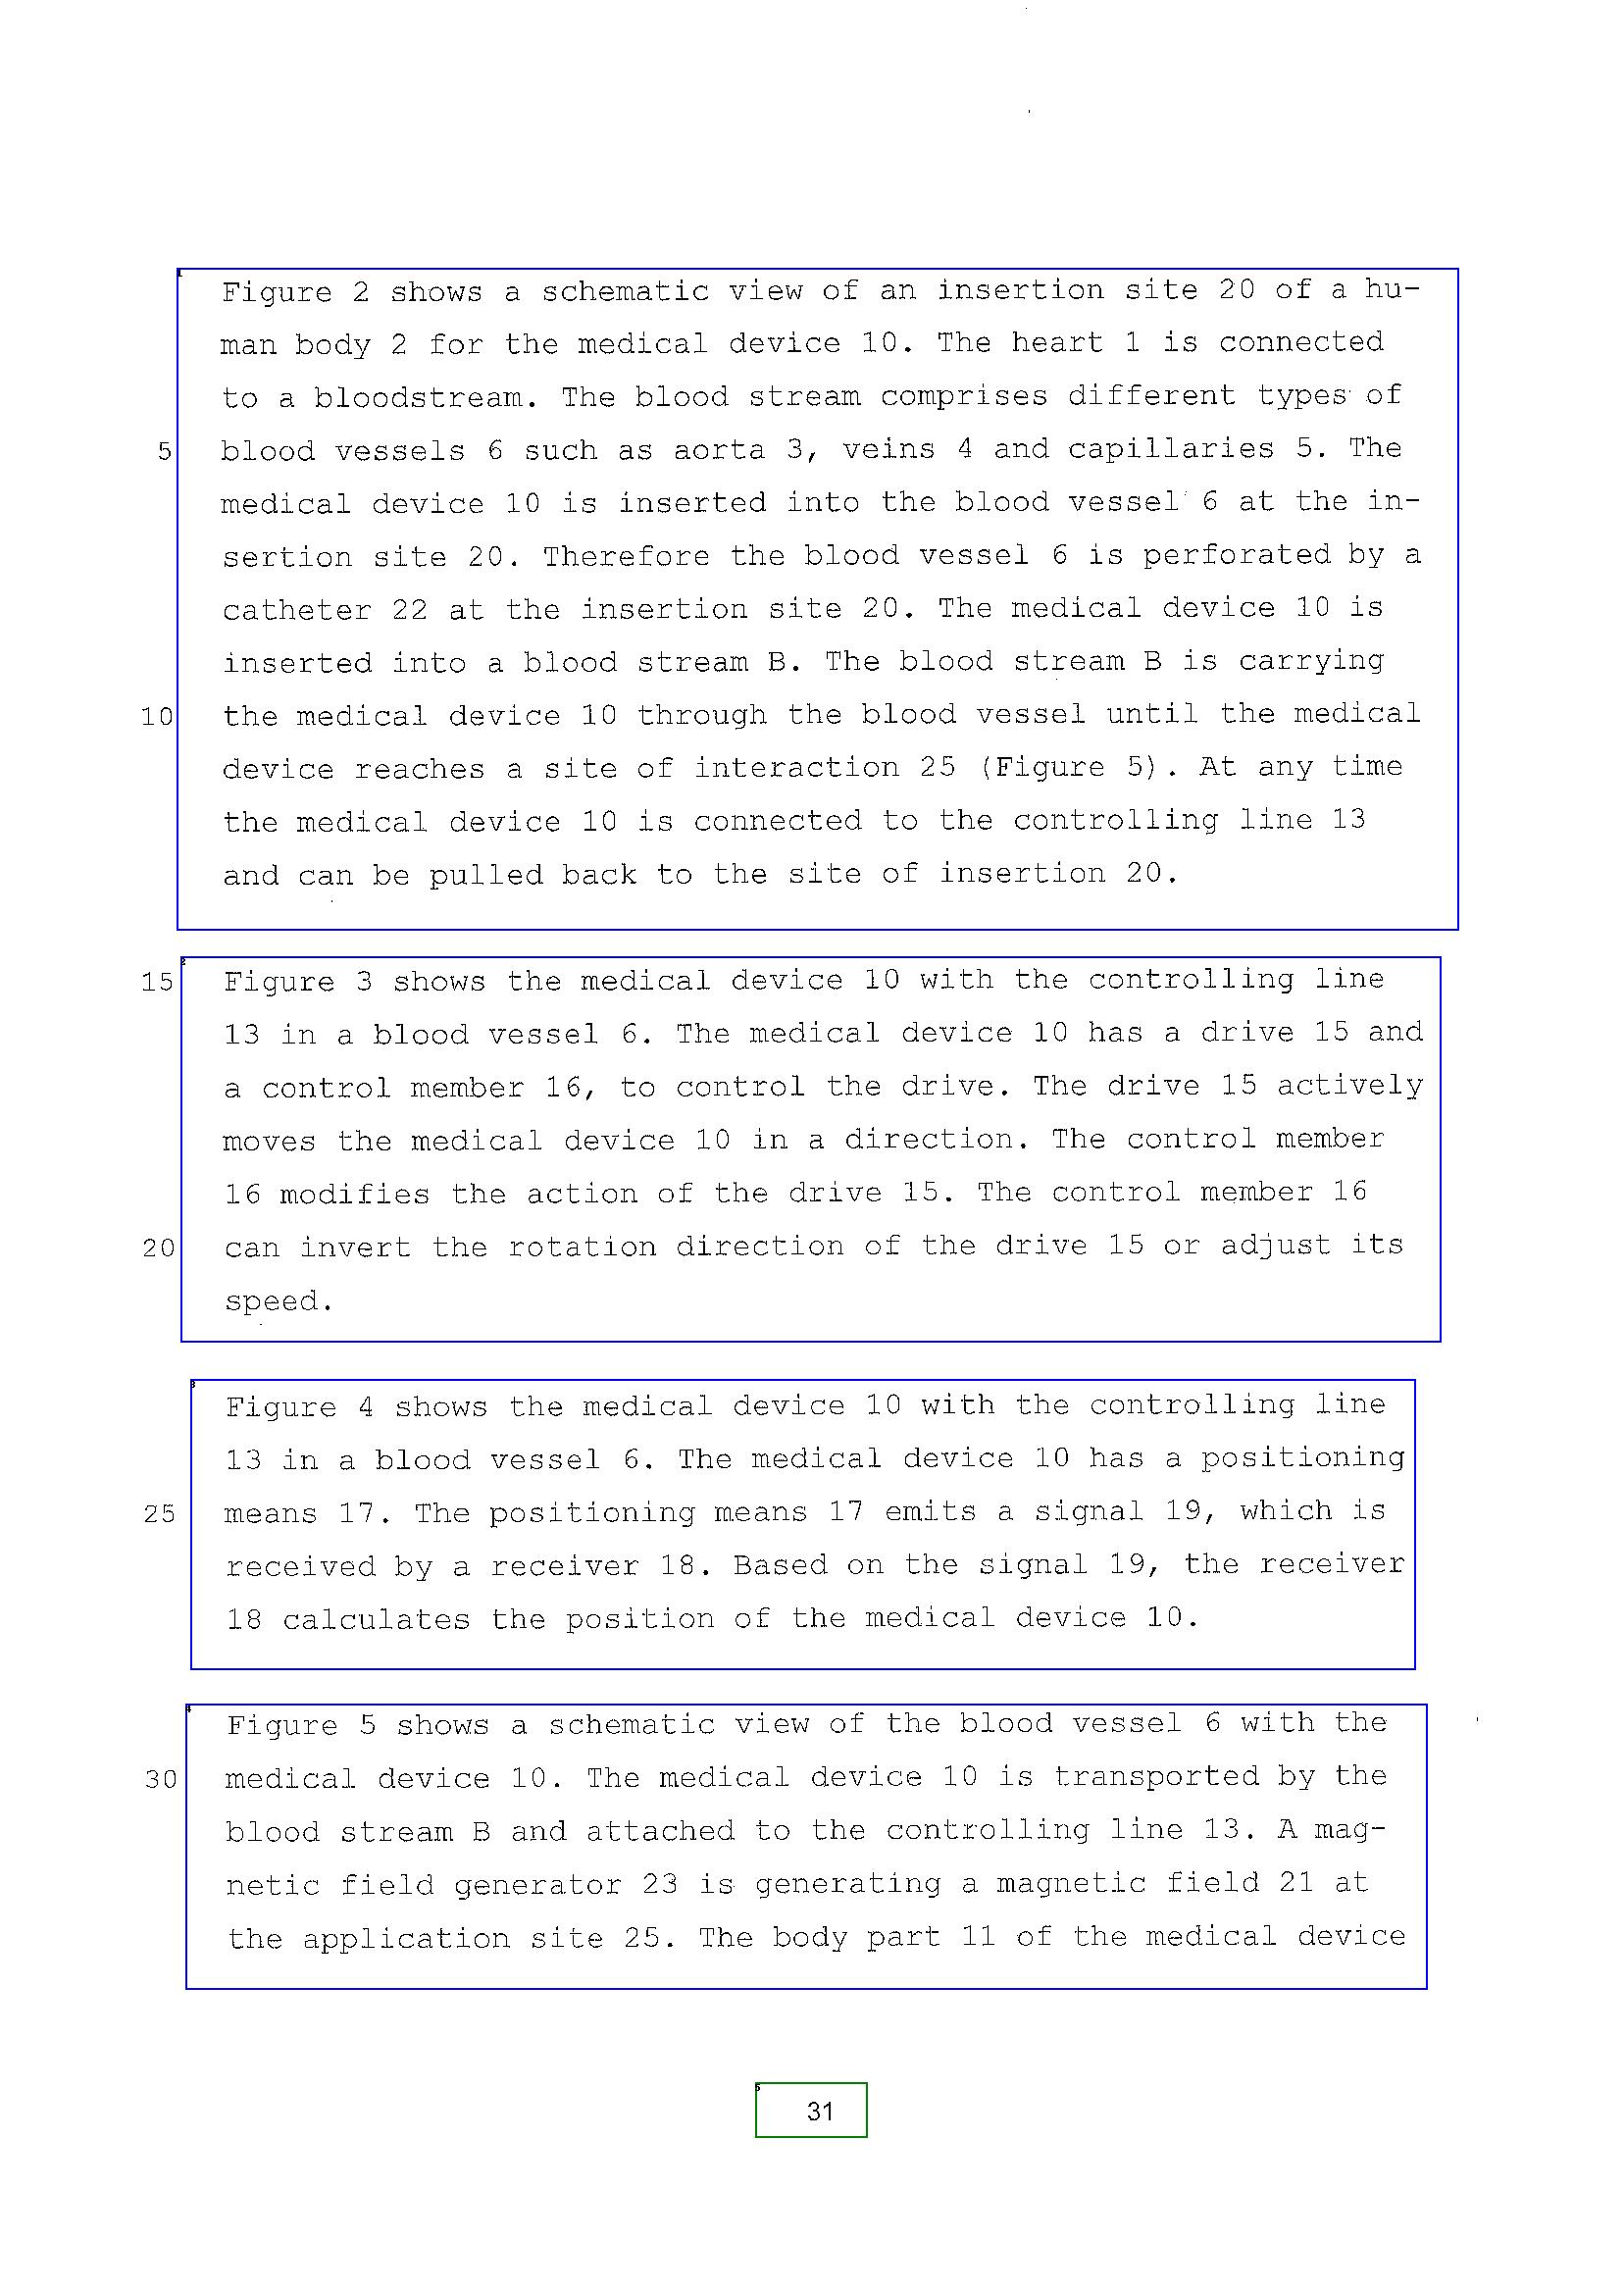 Figure 2 shows a schematic view of an insertion site 20 of a hu-
man body 2 for the medical device 10. The heart 1 is connected
to a bloodstream. The blood stream comprises different types of
5 blood vessels 6 such as aorta 3, veins 4 and capillaries 5. The
medical device 10 is inserted into the blood vessel 6 at the in-
sertion site 20. Therefore the blood vessel 6 is perforated by a
catheter 22 at the insertion site 20. The medical device 10 is
inserted into a blood stream B. The blood stream B is carrying
10 the medical device 10 through the blood vessel until the medical
device reaches a site of interaction 25 (Figure 5). At any time
the medical device 10 is connected to the controlling line 13
and can be pulled back to the site of insertion 20.
15 Figure 3 shows the medical device 10 with the controlling line
13 in a blood vessel 6. The medical device 10 has a drive 15 and
a control member 16, to control the drive. The drive 15 actively
moves the medical device 10 in a direction. The control member
16 modifies the action of the drive 15. The control member 16
20 can invert the rotation direction of the drive 15 or adjust its
speed.
Figure 4 shows the medical device 10 with the controlling line
13 in a blood vessel 6. The medical device 10 has a positioning
25 means 17. The positioning means 17 emits a signal 19, which is
received by a receiver 18. Based on the signal 19, the receiver
18 calculates the position of the medical device 10.
Figure 5 shows a schematic view of the blood vessel 6 with the
30 medical device 10. The medical device 10 is transported by the
blood stream B and attached to the controlling line 13. A mag-
netic field generator 23 is generating a magnetic field 21 at
the application site 25. The body part 11 of the medical device
31